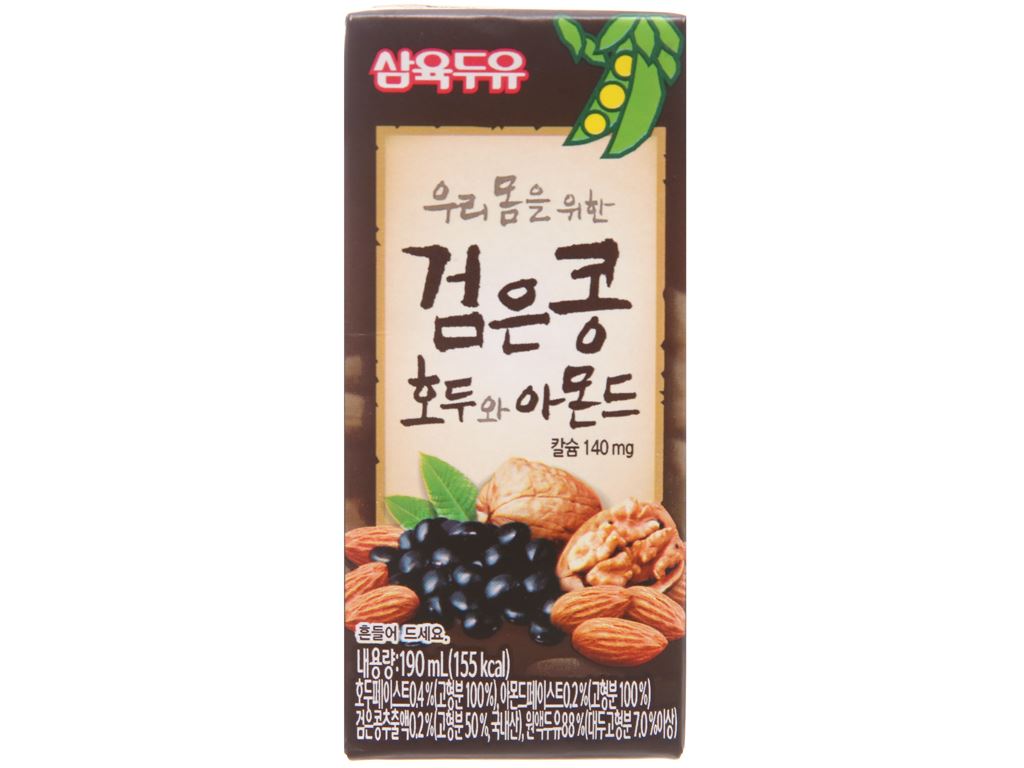 삼육두유
우리 몸을 위한
검은콩
호두와 아몬드
칼슘 140 mg
흔들어 드세요.
내용량:190 mL(155 kcal)
호두페이스트0.4%(고형분 100%), 아몬드페이스트0.2%(고형분 100%)
검은콩추출액0.2%(고형분 50%, 국내산), 원액두유88%(대두고형분 7.0%이상)